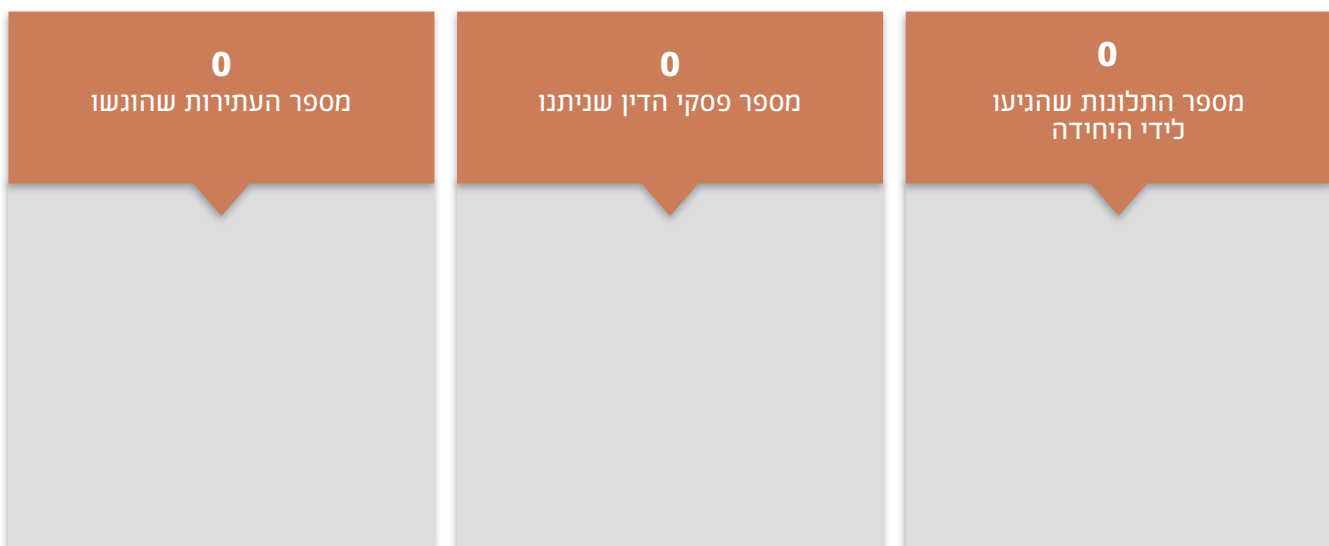 0
מספר התלונות שהגיעו
לידי היחידה
0
מספר פסקי הדין שניתנו
0
מספר העתירות שהוגשו